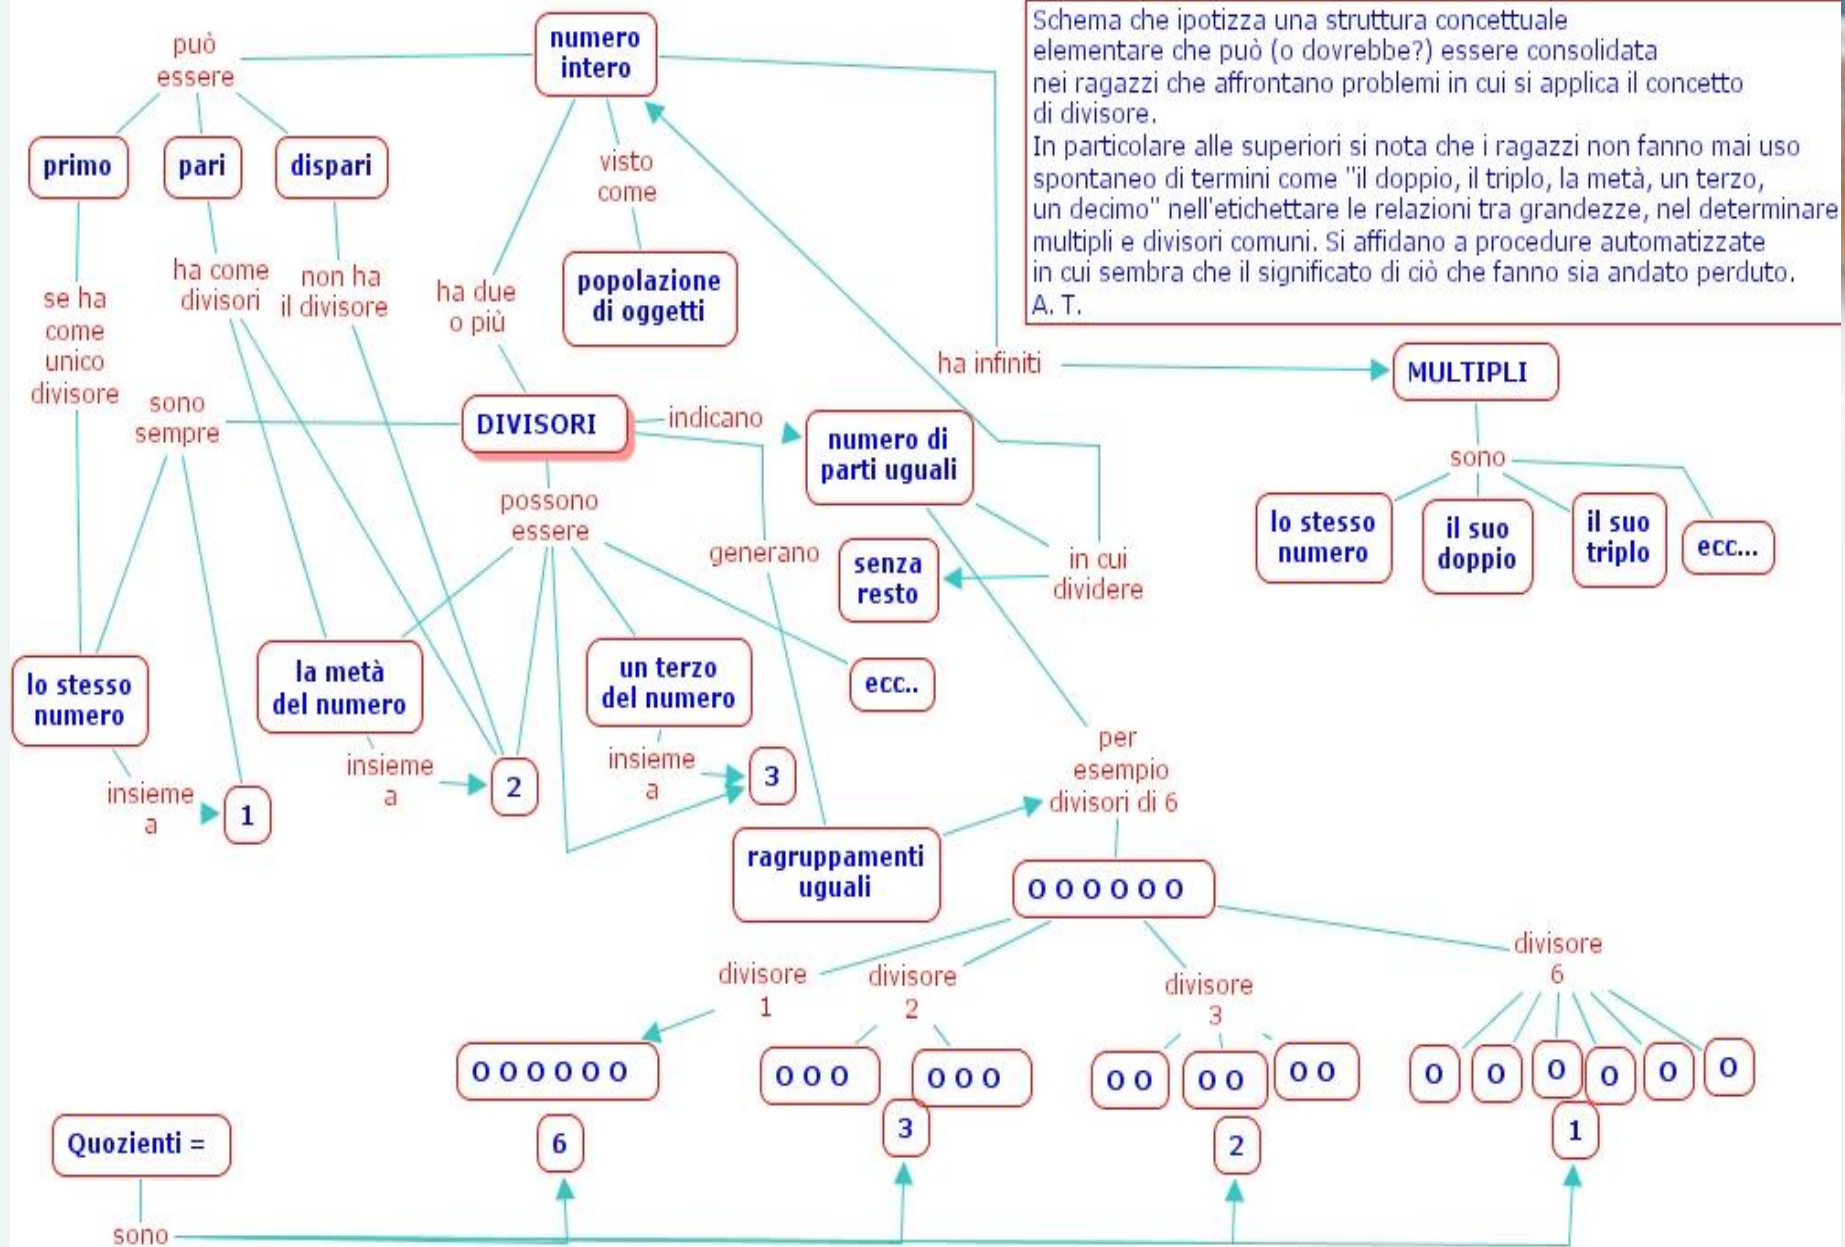 numero
intero
può
essere
primo
pari
dispari
visto
come
popolazione
di oggetti
ha come
divisori
non ha
il divisore
se ha
come
unico
divisore
ha due
o più
sono
sempre
DIVISORI
indicano
numero di
parti uguali
ha infiniti
MULTIPLI
sono
lo stesso
numero
il suo
doppio
il suo
triplo
ecc...
possono
essere
generano
senza
resto
in cui
dividere
lo stesso
numero
la metà
del numero
un terzo
del numero
ecc..
insieme
a
1
insieme
a
2
insieme
a
3
per
esempio
divisori di 6
ragruppamenti
uguali
O O O O O O
divisore
1
divisore
2
divisore
3
divisore
6
O O O O O O
O O O
O O O
O O
O O
O O
O
O
O
O
O
O
Quozienti =
6
3
2
1
sono
Schema che ipotizza una struttura concettuale
elementare che può (o dovrebbe?) essere consolidata
nei ragazzi che affrontano problemi in cui si applica il concetto
di divisore.
In particolare alle superiori si nota che i ragazzi non fanno mai uso
spontaneo di termini come "il doppio, il triplo, la metà, un terzo,
un decimo" nell'etichettare le relazioni tra grandezze, nel determinare
multipli e divisori comuni. Si affidano a procedure automatizzate
in cui sembra che il significato di ciò che fanno sia andato perduto.
A. T.